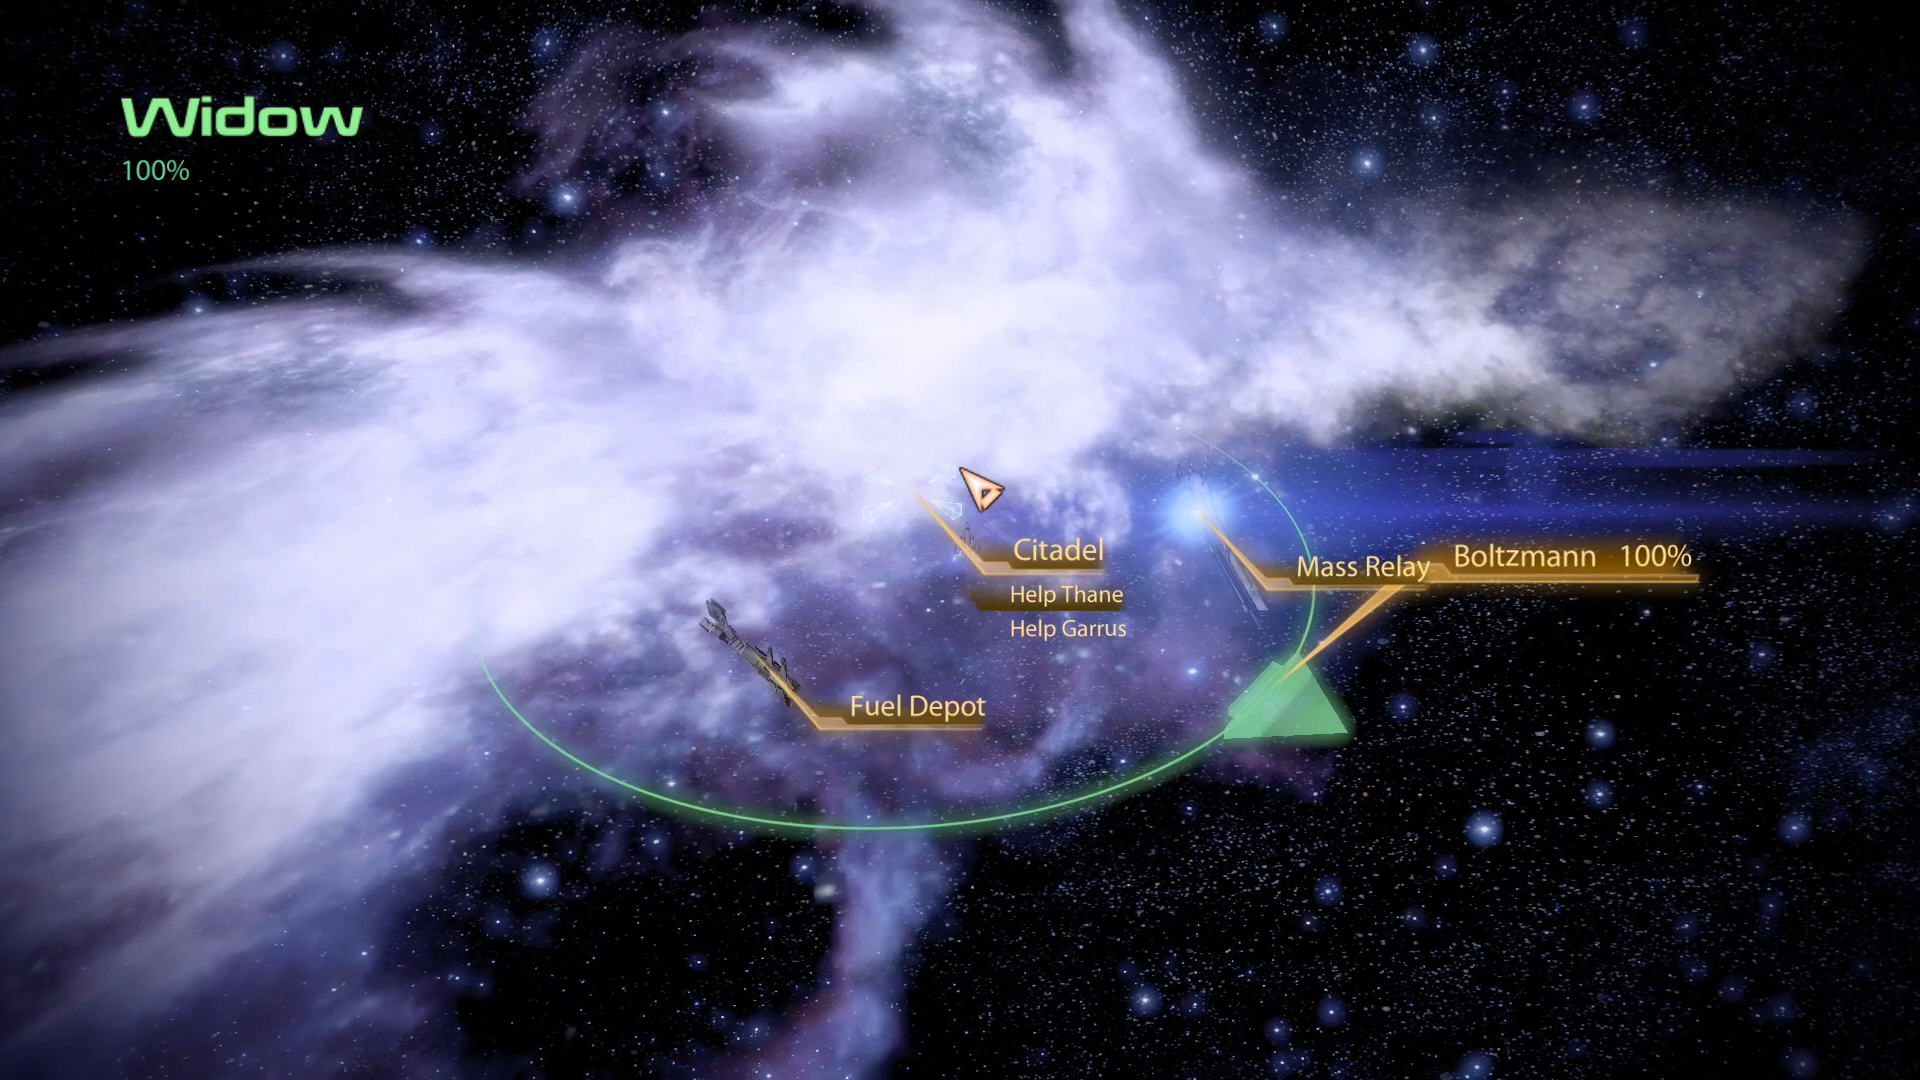 Widow
100%
Citadel
Help Thane
Help Garrus
Mass Relay
Boltzmann 100%
Fuel Depot